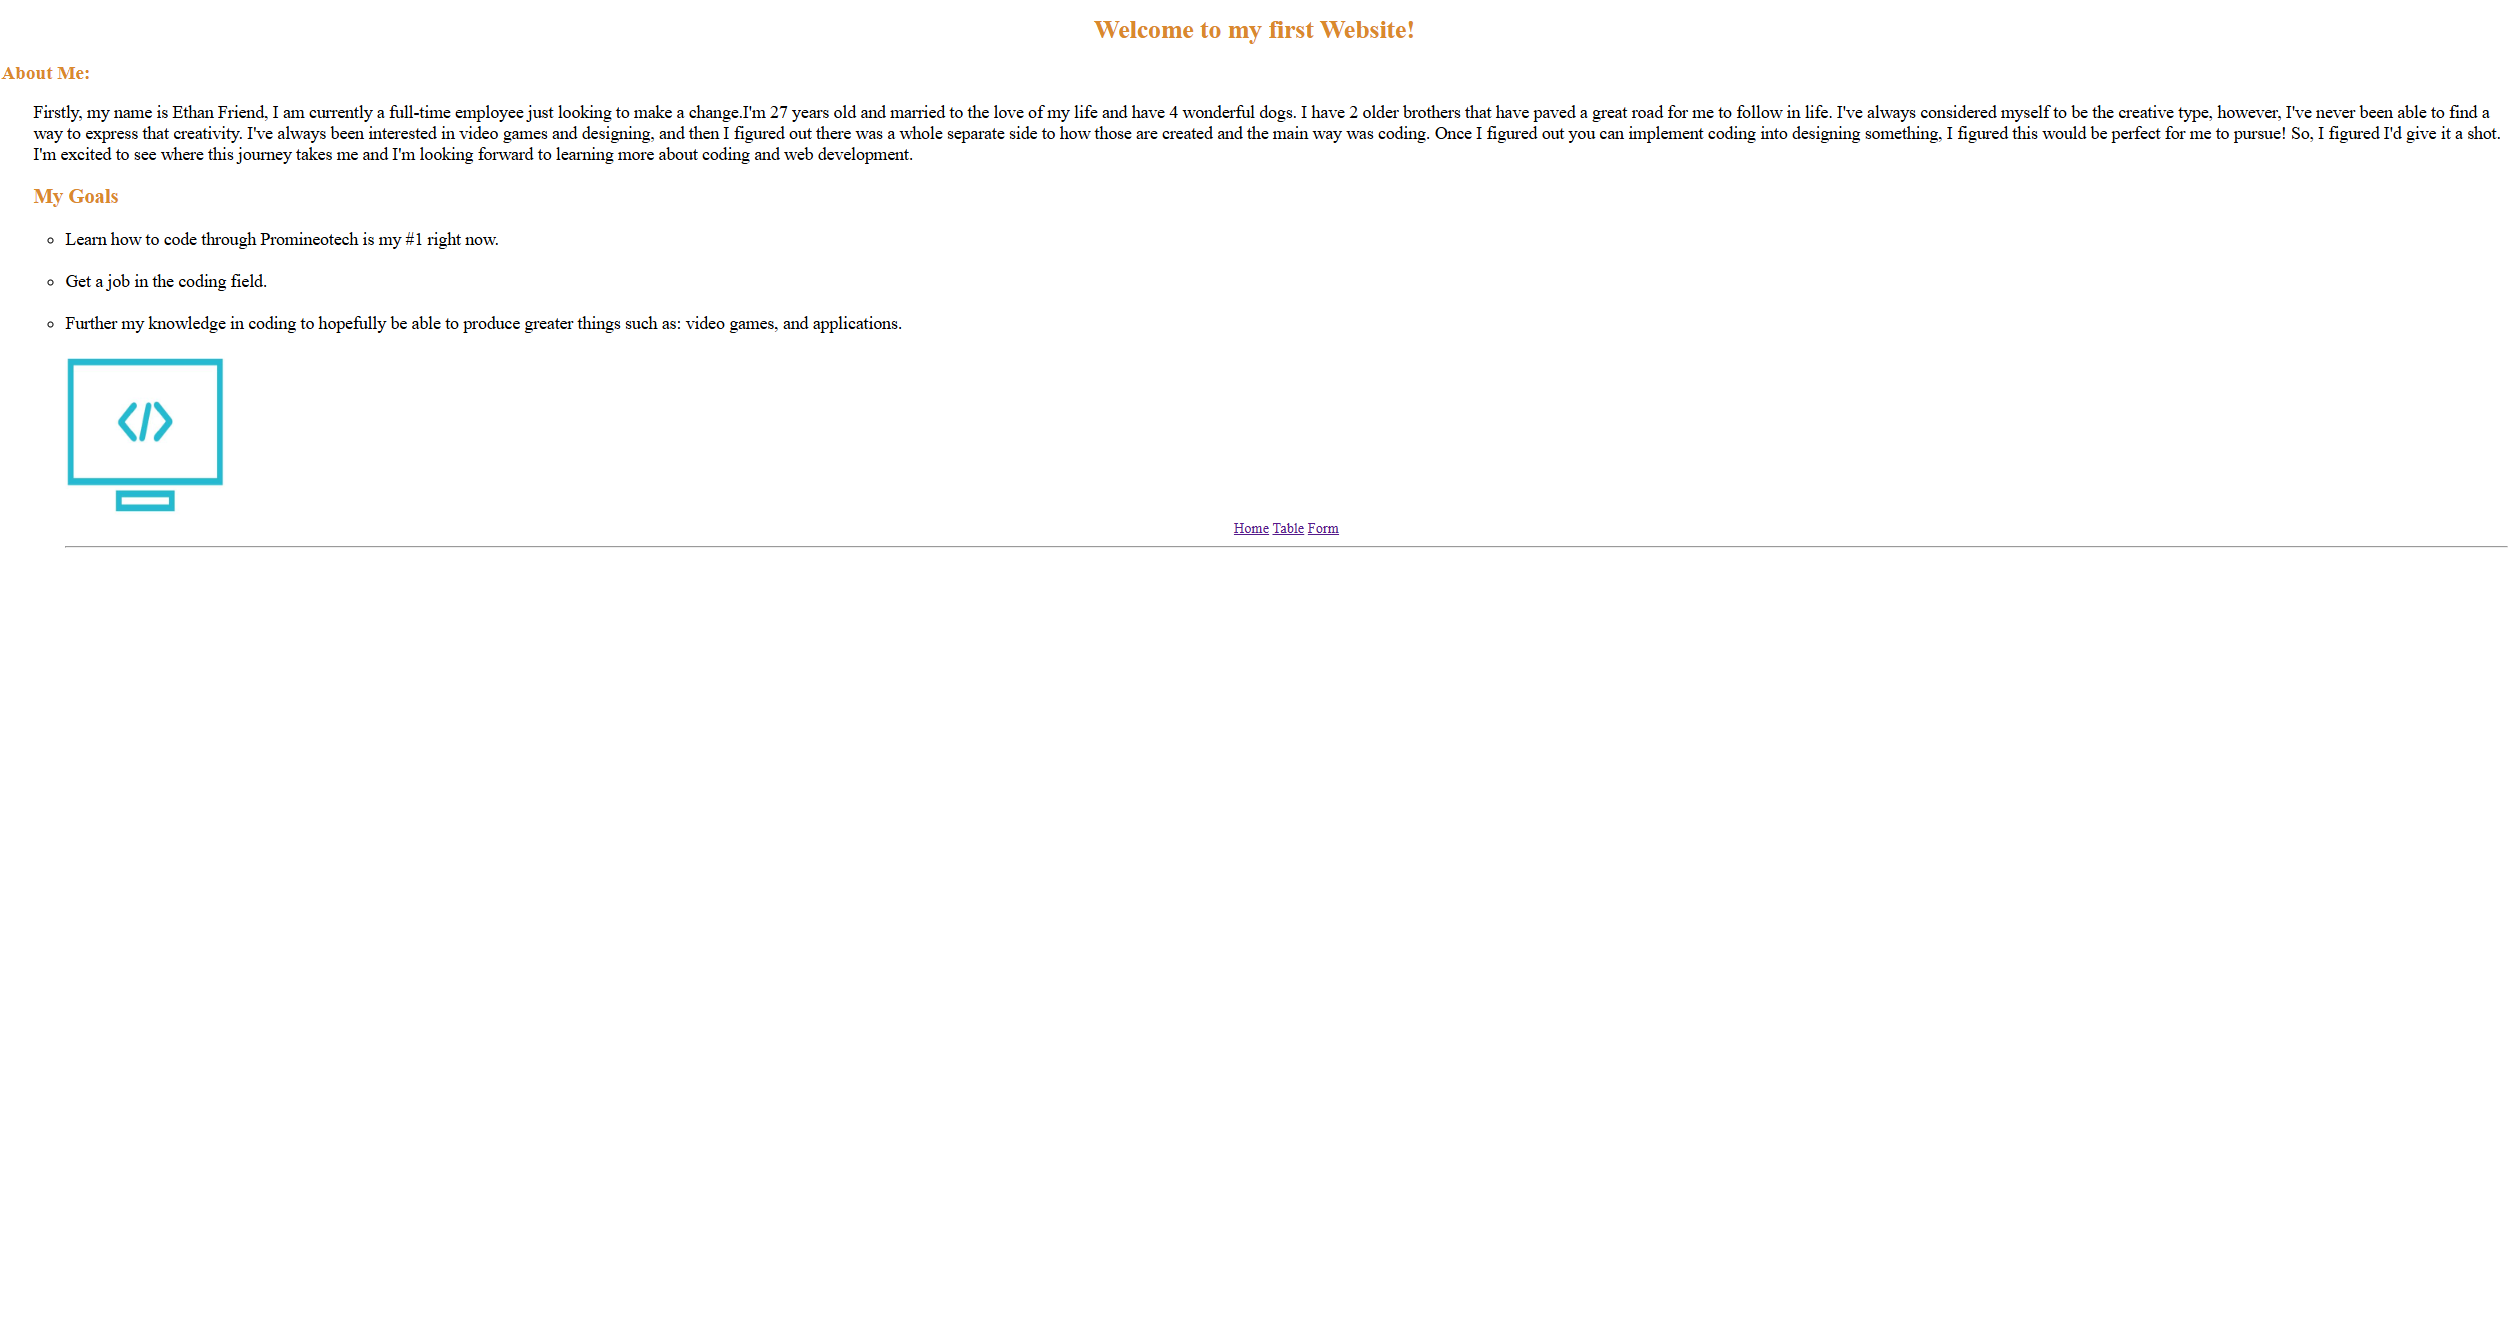 Welcome to my first Website!
About Me:
Firstly, my name is Ethan Friend, I am currently a full-time employee just looking to make a change.I'm 27 years old and married to the love of my life and have 4 wonderful dogs. I have 2 older brothers that have paved a great road for me to follow in life. I've always considered myself to be the creative type, however, I've never been able to find a
way to express that creativity. I've always been interested in video games and designing, and then I figured out there was a whole separate side to how those are created and the main way was coding. Once I figured out you can implement coding into designing something, I figured this would be perfect for me to pursue! So, I figured I'd give it a shot.
I'm excited to see where this journey takes me and I'm looking forward to learning more about coding and web development.
My Goals
Learn how to code through Promineotech is my #1 right now.
Get a job in the coding field.
Further my knowledge in coding to hopefully be able to produce greater things such as: video games, and applications.
</>
Home Table Form